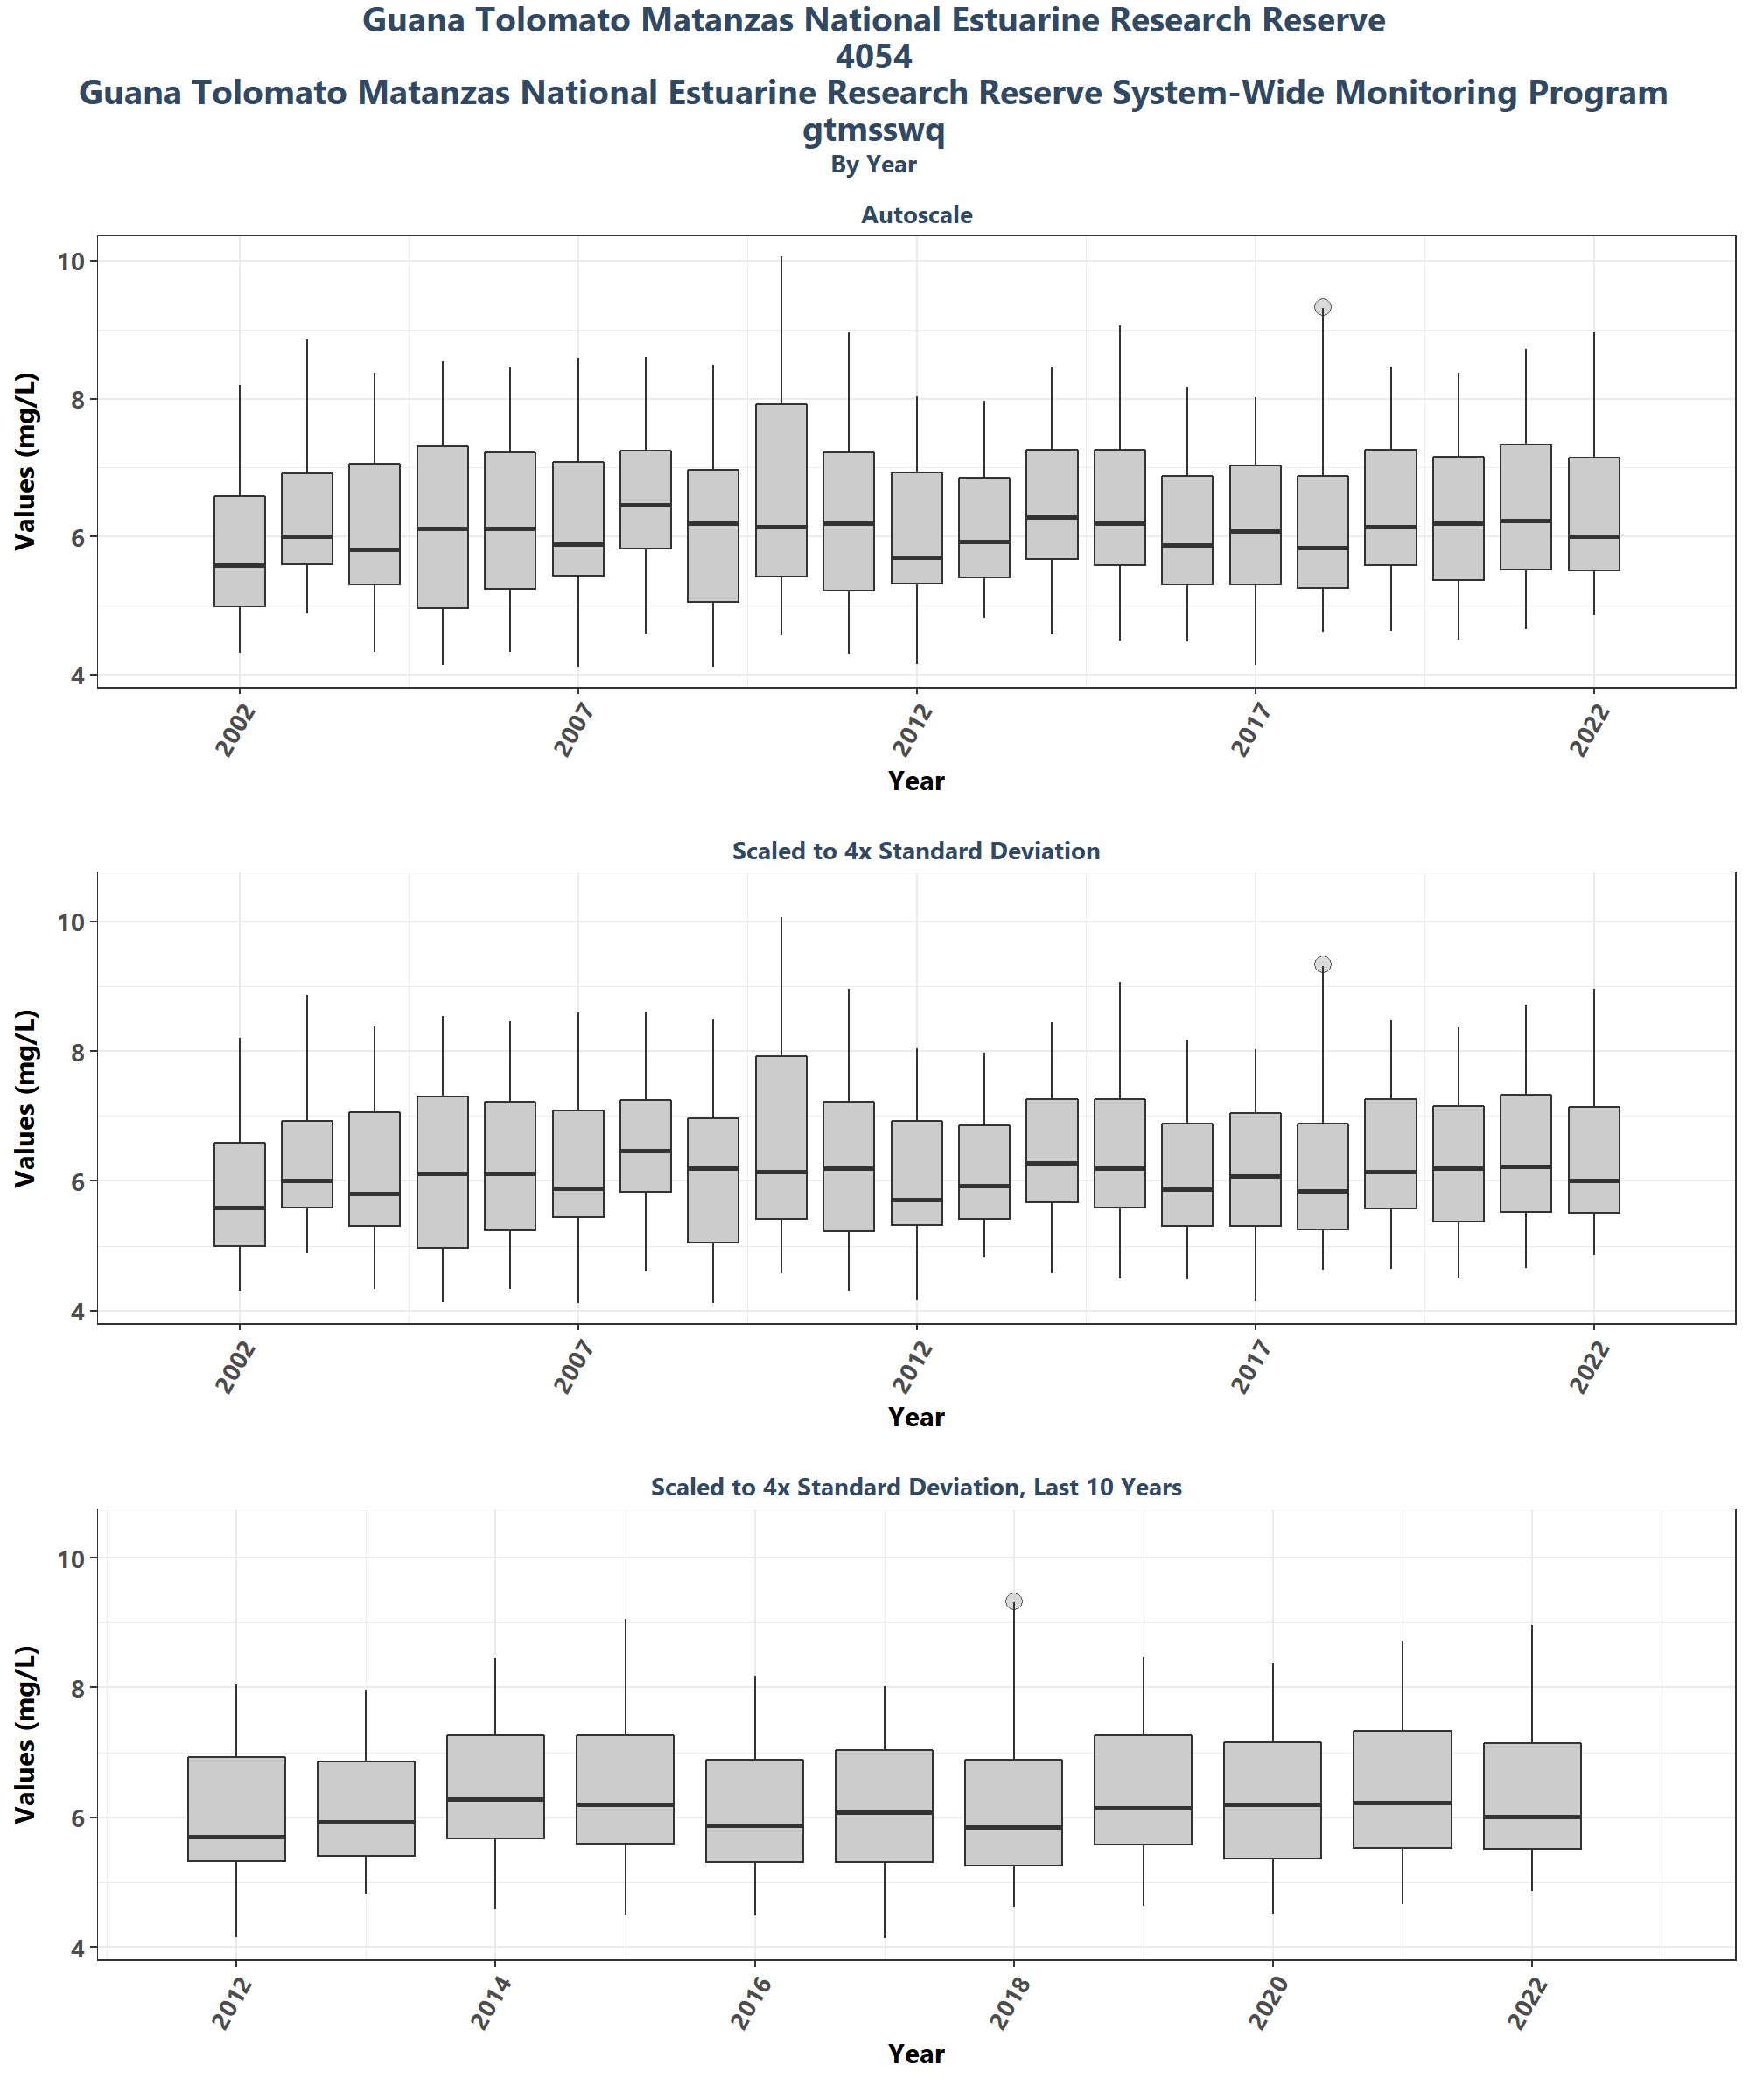 Guana Tolomato Matanzas National Estuarine Research Reserve
4054
Guana Tolomato Matanzas National Estuarine Research Reserve System-Wide Monitoring Program
gtmsswq
By Year
Autoscale
Values (mg/L)
10
8
6
4
2002
2007
2012
2017
2022
Year
Scaled to 4x Standard Deviation
Values (mg/L)
10
8
6
4
2002
2007
2012
2017
2022
Year
Scaled to 4x Standard Deviation, Last 10 Years
Values (mg/L)
10
8
6
4
2012
2014
2016
2018
2020
2022
Year